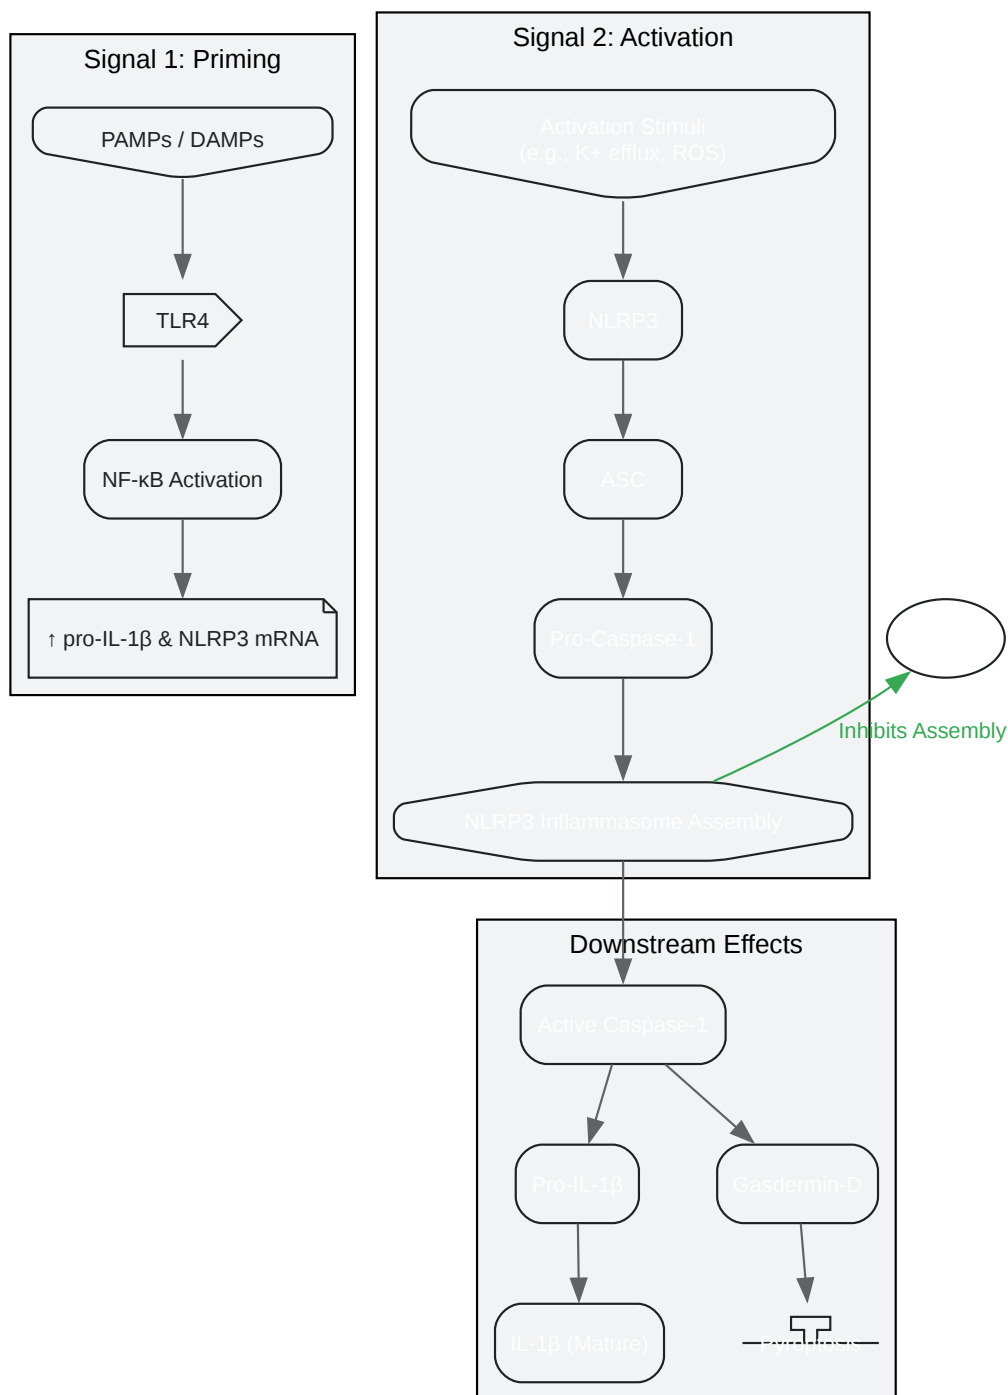 Signal 1: Priming
PAMPs / DAMPs
TLR4
NF-κB Activation
↑ pro-IL-1β & NLRP3 mRNA
Signal 2: Activation
Activation Stimuli
(e.g., K+ efflux, ROS)
NLRP3
ASC
Pro-Caspase-1
NLRP3 Inflammasome Assembly
Inhibits Assembly
Downstream Effects
Active Caspase-1
Pro-IL-1β
Gasdermin-D
IL-1β (Mature)
Pyroptosis